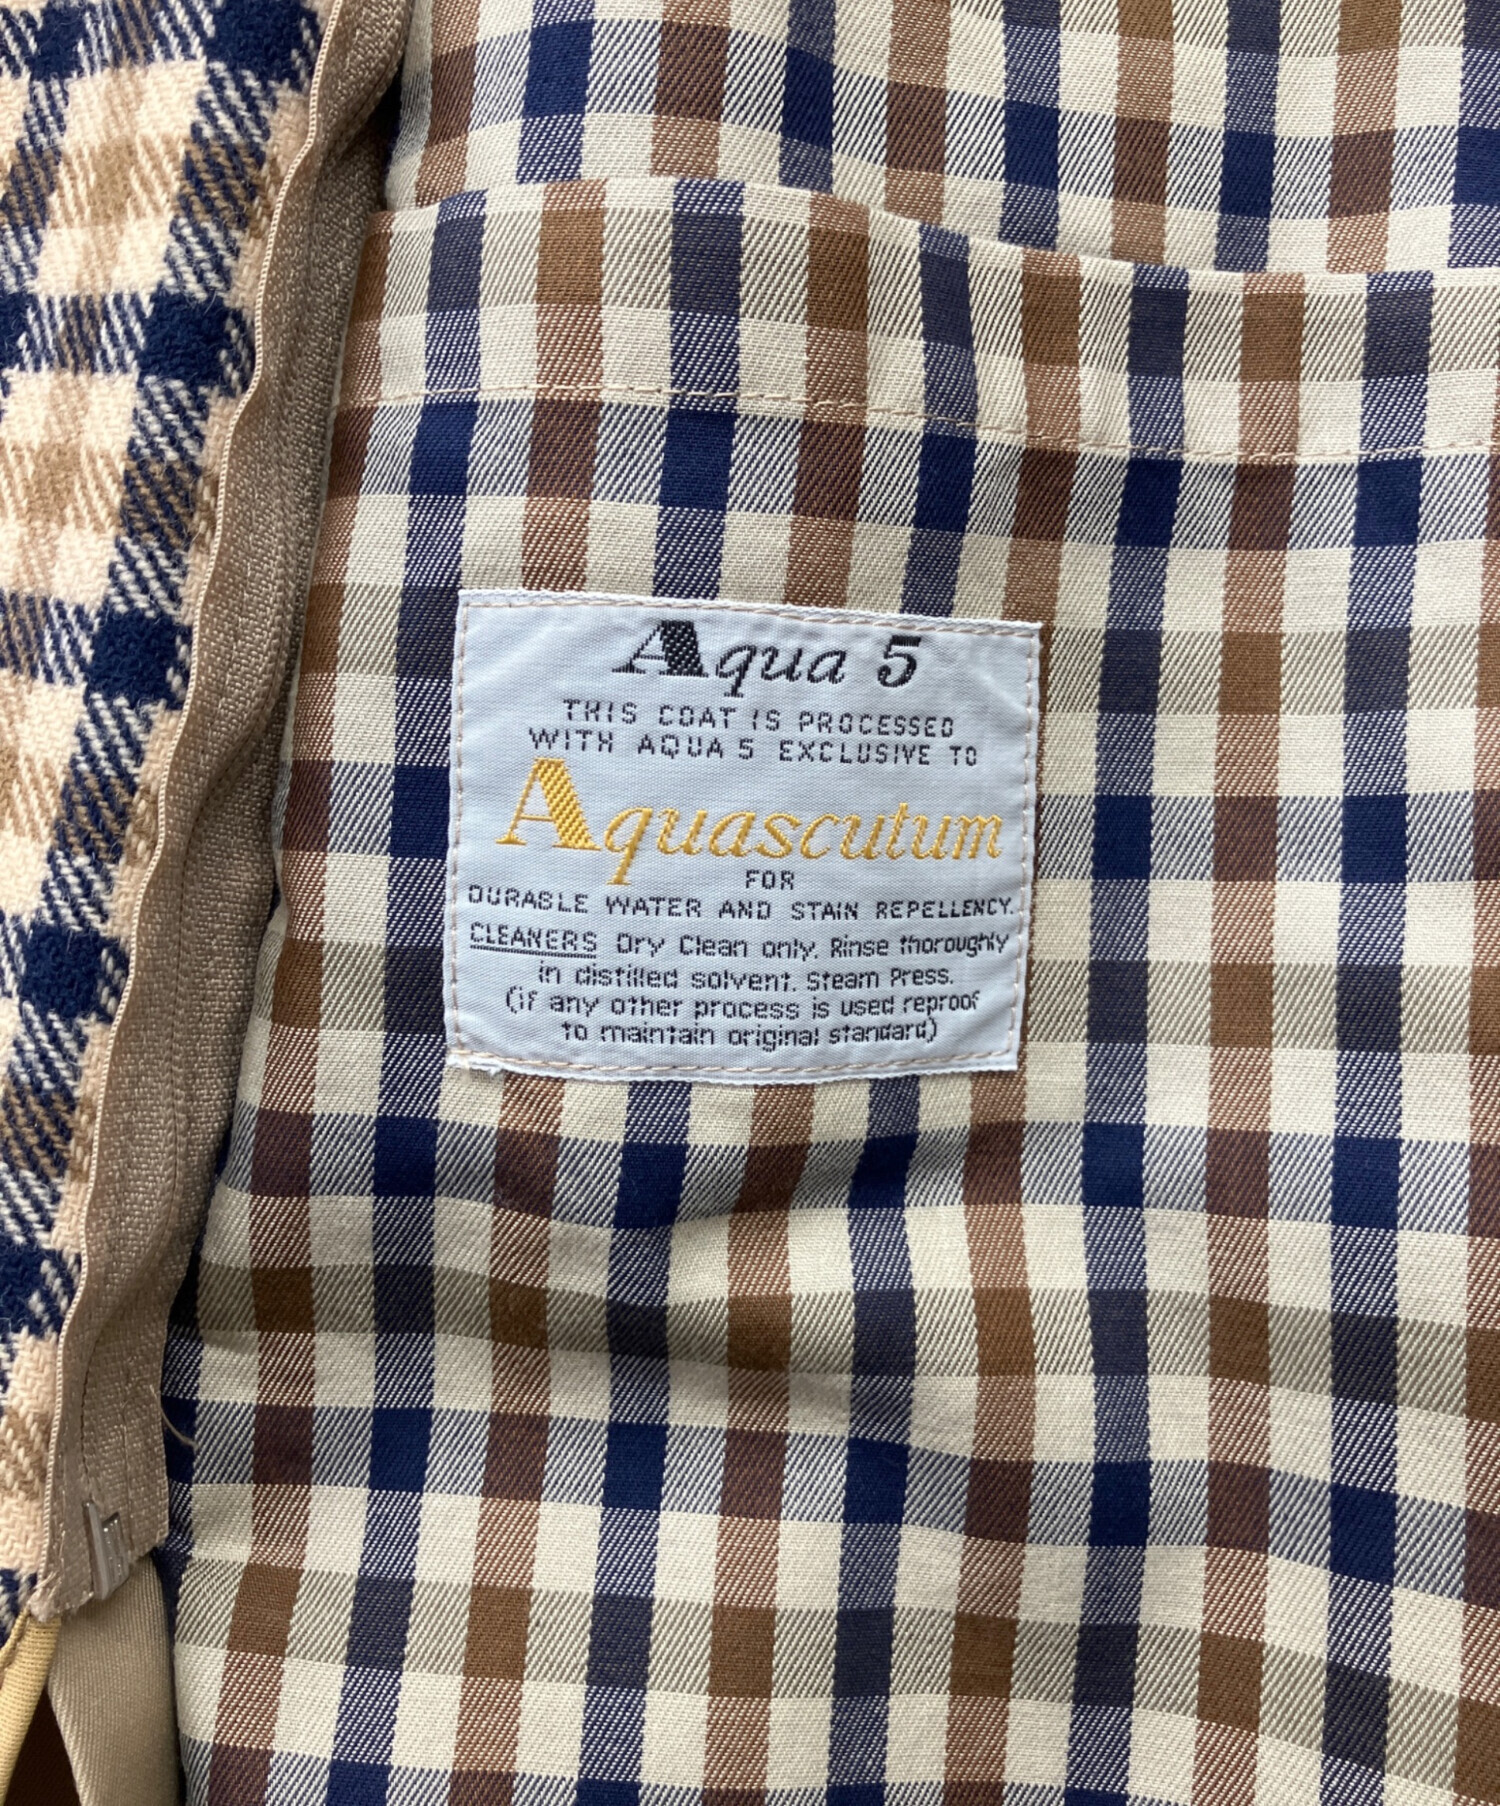 Aqua 5
THIS COAT IS PROCESSED
WITH AQUA 5 EXCLUSIVE TO
Aquascutum
FOR
DURABLE WATER AND STAIN REPELLENCY.
CLEANERS Dry Clean only. Rinse thoroughly
in distilled solvent. Steam Press.
(if any other process is used reproof
to maintain original standard)